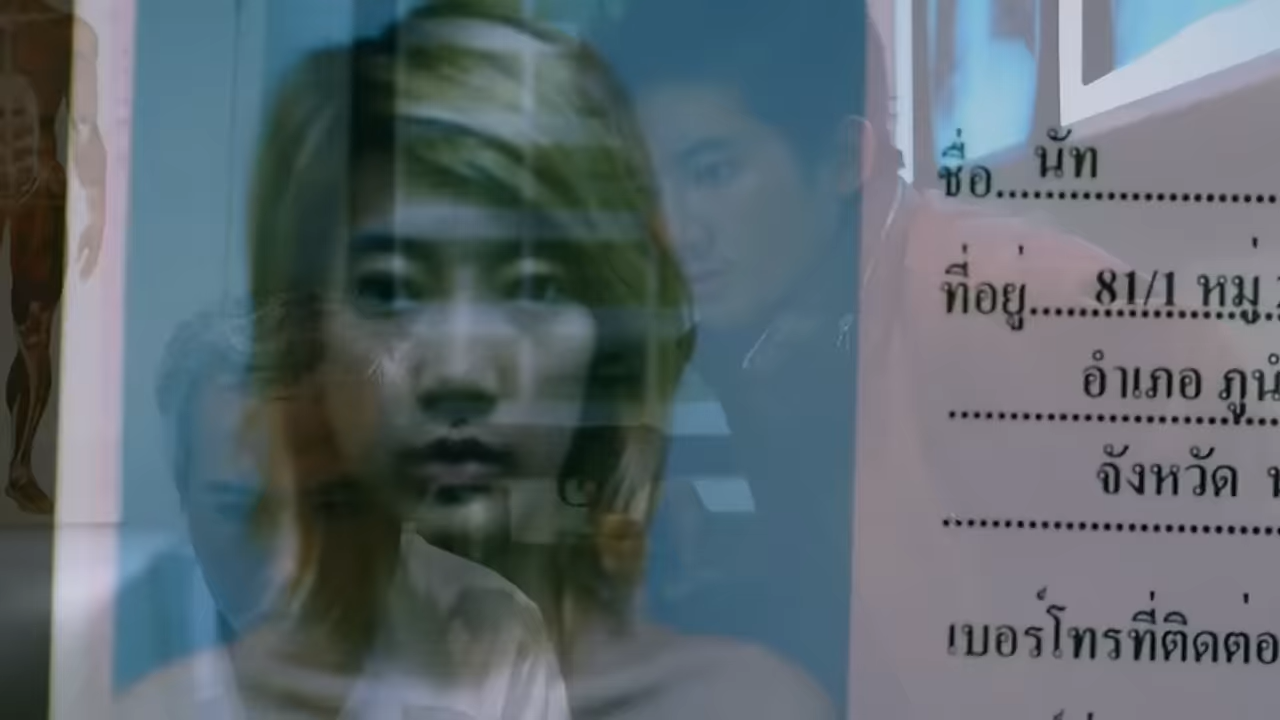 ชื่อ นัท
ที่อยู่ 81/1 หมู่
อำเภอ
จังหวัด
เบอร์โทรที่ติดต่อ